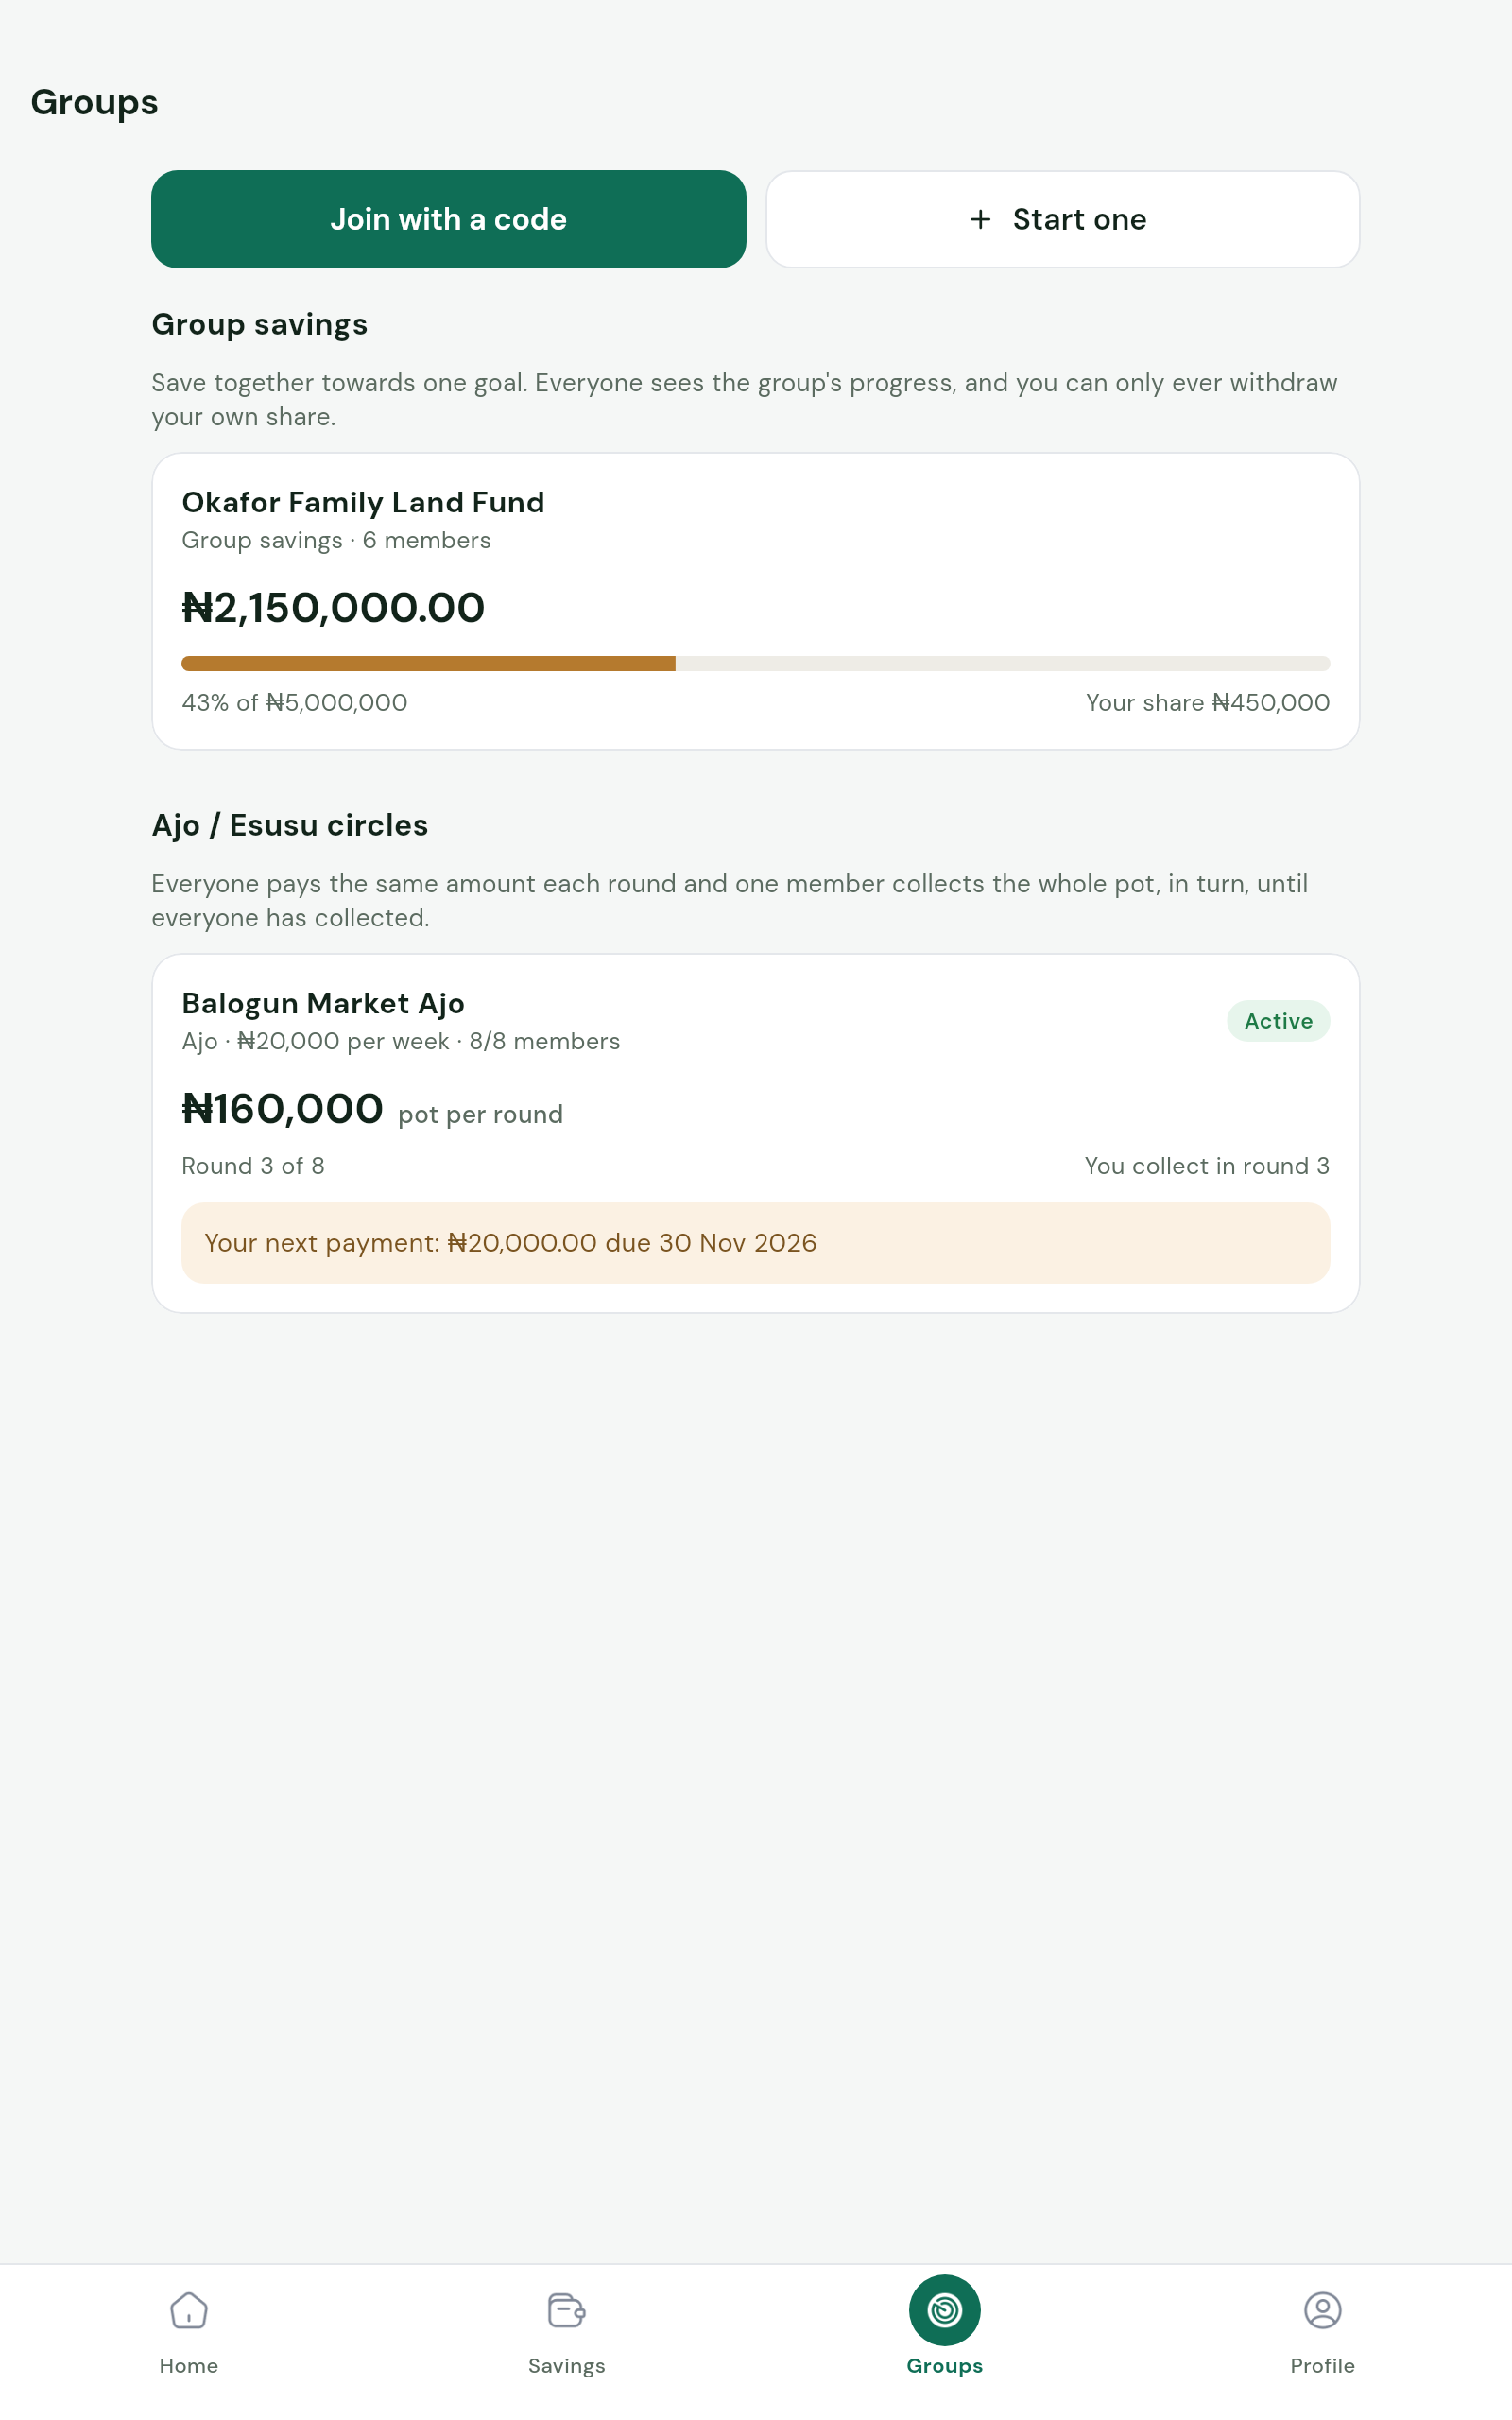 Groups
Join with a code
+ Start one
Group savings
Save together towards one goal. Everyone sees the group's progress, and you can only ever withdraw
your own share.
Okafor Family Land Fund
Group savings · 6 members
₦2,150,000.00
43% of ₦5,000,000
Your share ₦450,000
Ajo / Esusu circles
Everyone pays the same amount each round and one member collects the whole pot, in turn, until
everyone has collected.
Balogun Market Ajo
Active
Ajo · ₦20,000 per week · 8/8 members
₦160,000 pot per round
Round 3 of 8
You collect in round 3
Your next payment: ₦20,000.00 due 30 Nov 2026
Home
Savings
Groups
Profile